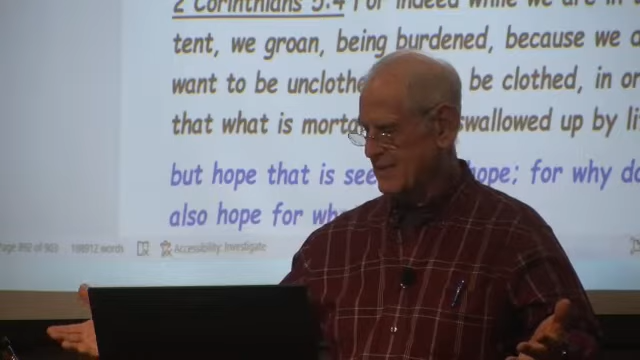 2 Corinthians 5:4 For indeed while we are in
tent, we groan, being burdened, because we
want to be unclothe be clothed, in or
that what is morta swallowed up by li
but hope that is see hope; for why do
also hope for wh
Page 892 of 903 188912 words Accessibility: Investigate